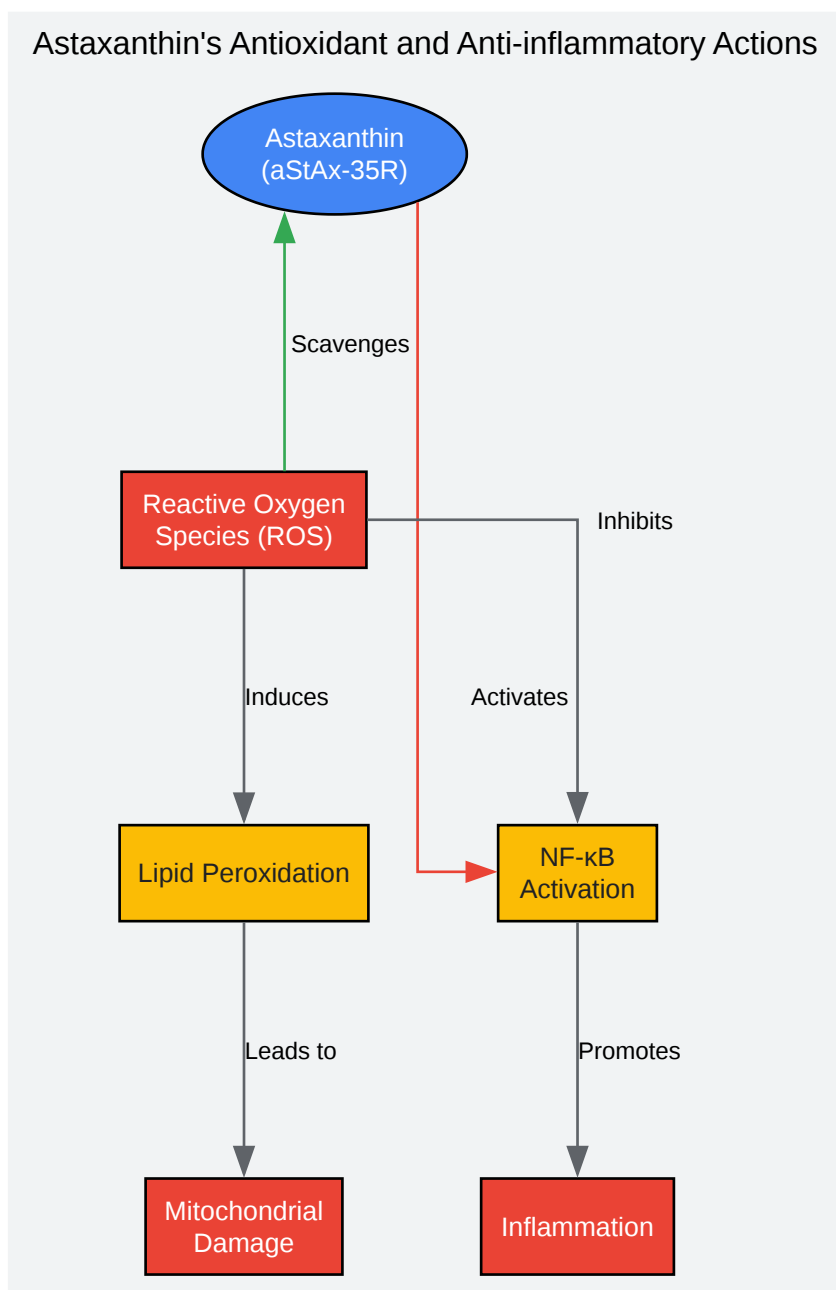 Astaxanthin's Antioxidant and Anti-inflammatory Actions
Astaxanthin
(aStAx-35R)
Scavenges
Reactive Oxygen
Species (ROS)
Inhibits
Induces
Activates
Lipid Peroxidation
NF-κB
Activation
Leads to
Promotes
Mitochondrial
Damage
Inflammation